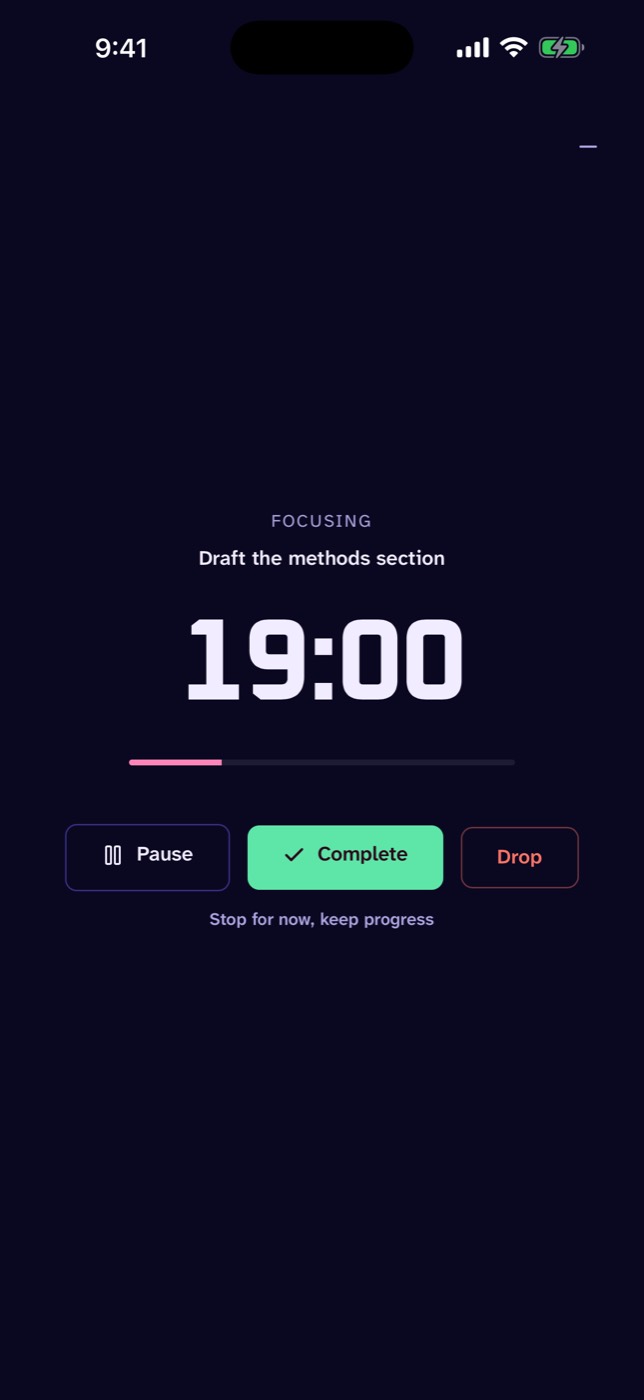 9:41
FOCUSING
Draft the methods section
19:00
Pause
Complete
Drop
Stop for now, keep progress